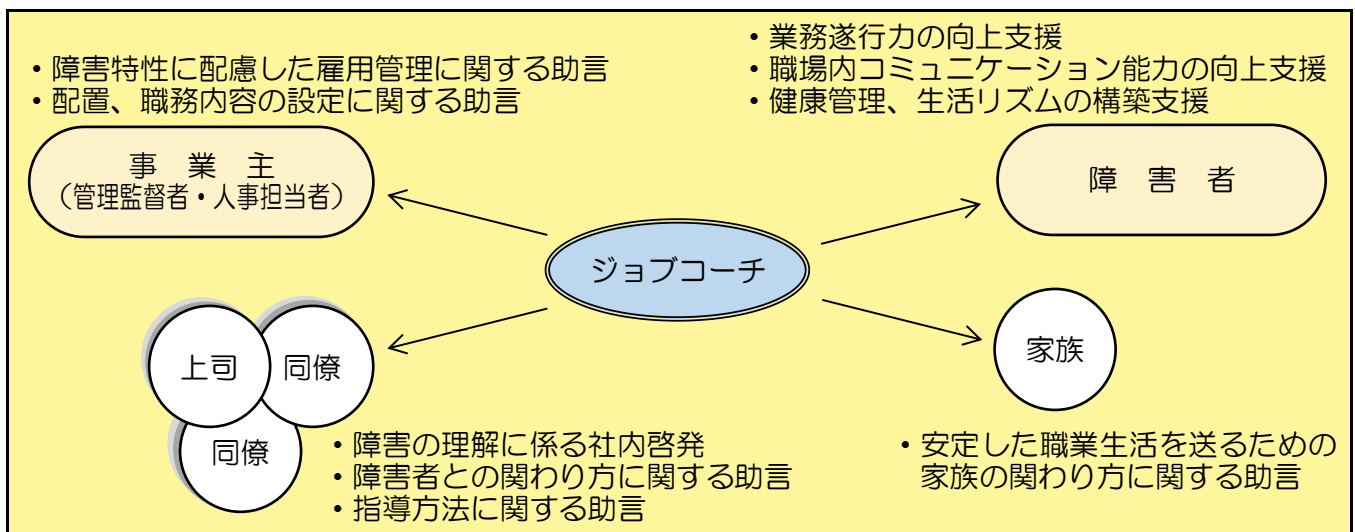 ・障害特性に配慮した雇用管理に関する助言
・配置、職務内容の設定に関する助言
事業主
（管理監督者・人事担当者）
・業務遂行力の向上支援
・職場内コミュニケーション能力の向上支援
・健康管理、生活リズムの構築支援
障害者
ジョブコーチ
上司
同僚
同僚
・障害の理解に係る社内啓発
・障害者との関わり方に関する助言
・指導方法に関する助言
家族
・安定した職業生活を送るための
家族の関わり方に関する助言